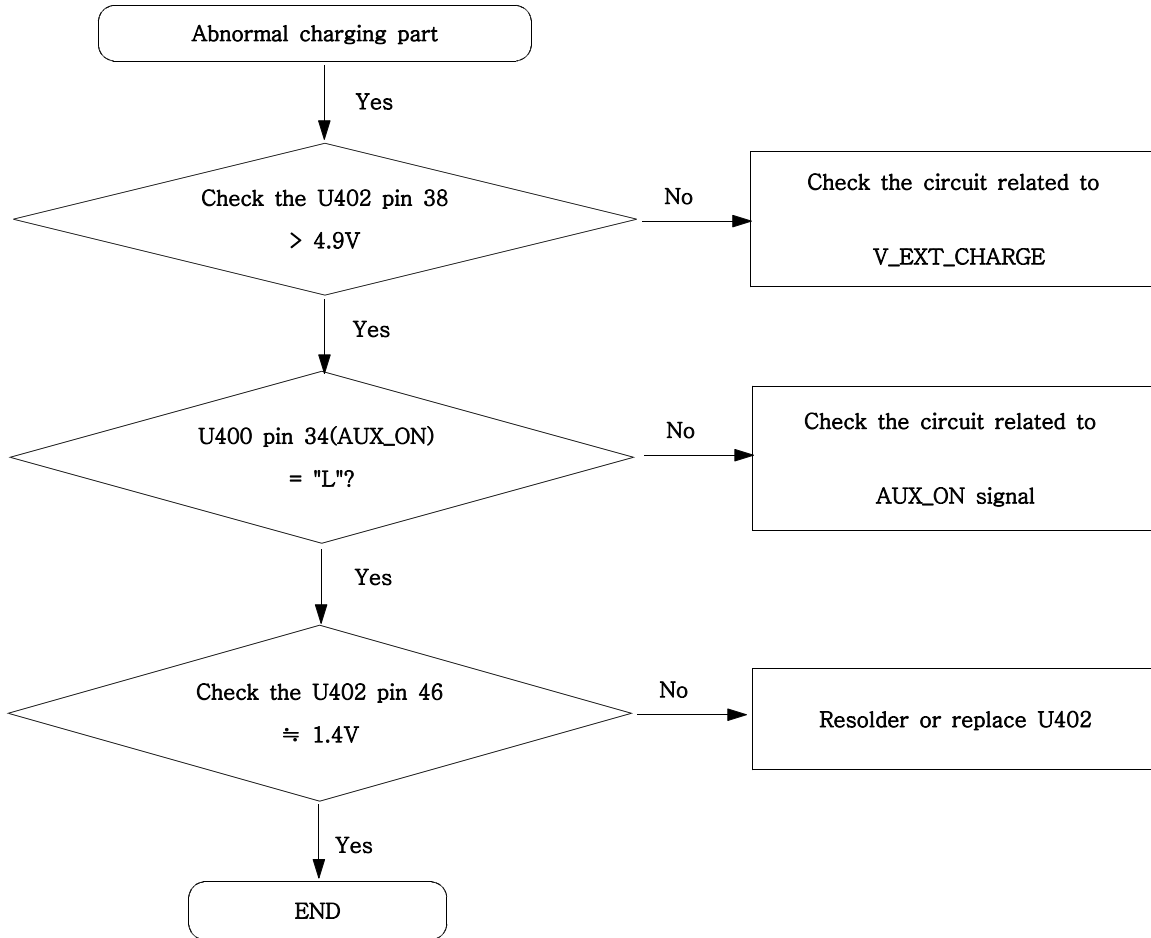 Abnormal charging part
Yes
Check the U402 pin 38
> 4.9V
No
Check the circuit related to
V_EXT_CHARGE
Yes
U400 pin 34(AUX_ON)
= "L"?
No
Check the circuit related to
AUX_ON signal
Yes
Check the U402 pin 46
≒ 1.4V
No
Resolder or replace U402
Yes
END